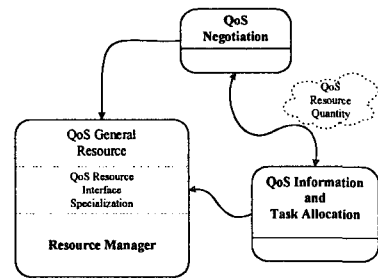 QoS
Negotiation
QoS
Resource
Quantity
QoS General
Resource
QoS Resource
Interface
Specialization
Resource Manager
QoS Information
and
Task Allocation